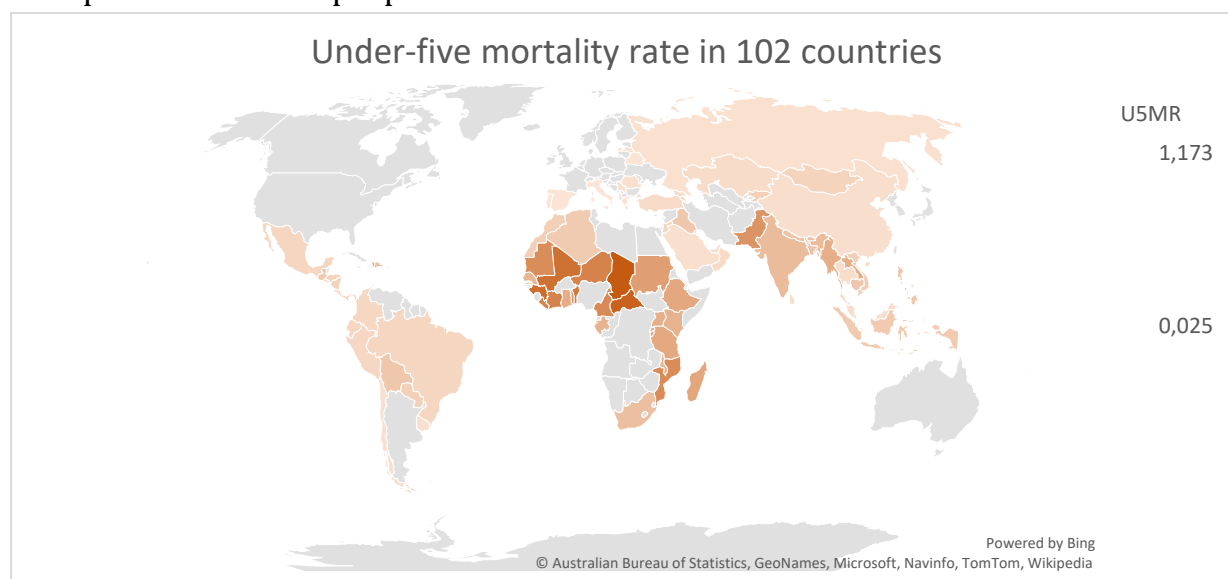 Under-five mortality rate in 102 countries
U5MR
1,173
0,025
Powered by Bing
© Australian Bureau of Statistics, GeoNames, Microsoft, Navinfo, TomTom, Wikipedia